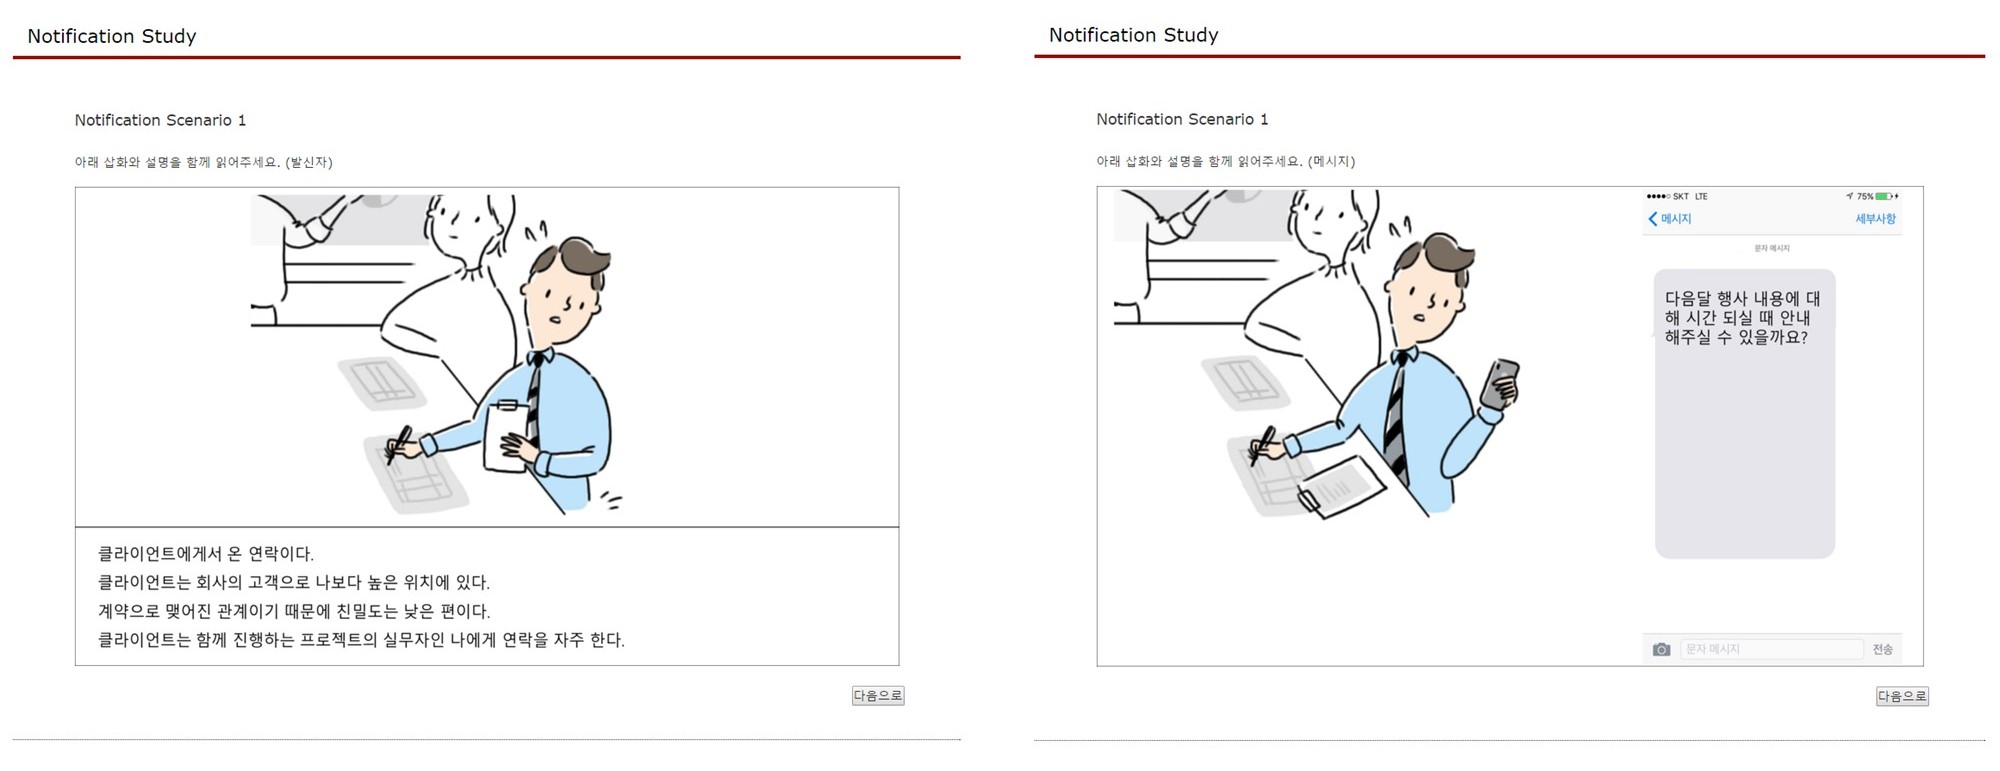 Notification Study
Notification Scenario 1
아래 삽화와 설명을 함께 읽어주세요. (발신자)
클라이언트에게서 온 연락이다.
클라이언트는 회사의 고객으로 나보다 높은 위치에 있다.
계약으로 맺어진 관계이기 때문에 친밀도는 낮은 편이다.
클라이언트는 함께 진행하는 프로젝트의 실무자인 나에게 연락을 자주 한다.
다음으로
Notification Study
Notification Scenario 1
아래 삽화와 설명을 함께 읽어주세요. (메시지)
SKT LTE 75%
메시지 세부사항
문자 메시지
다음달 행사 내용에 대
해 시간 되실 때 안내
해주실 수 있을까요?
문자 메시지 전송
다음으로